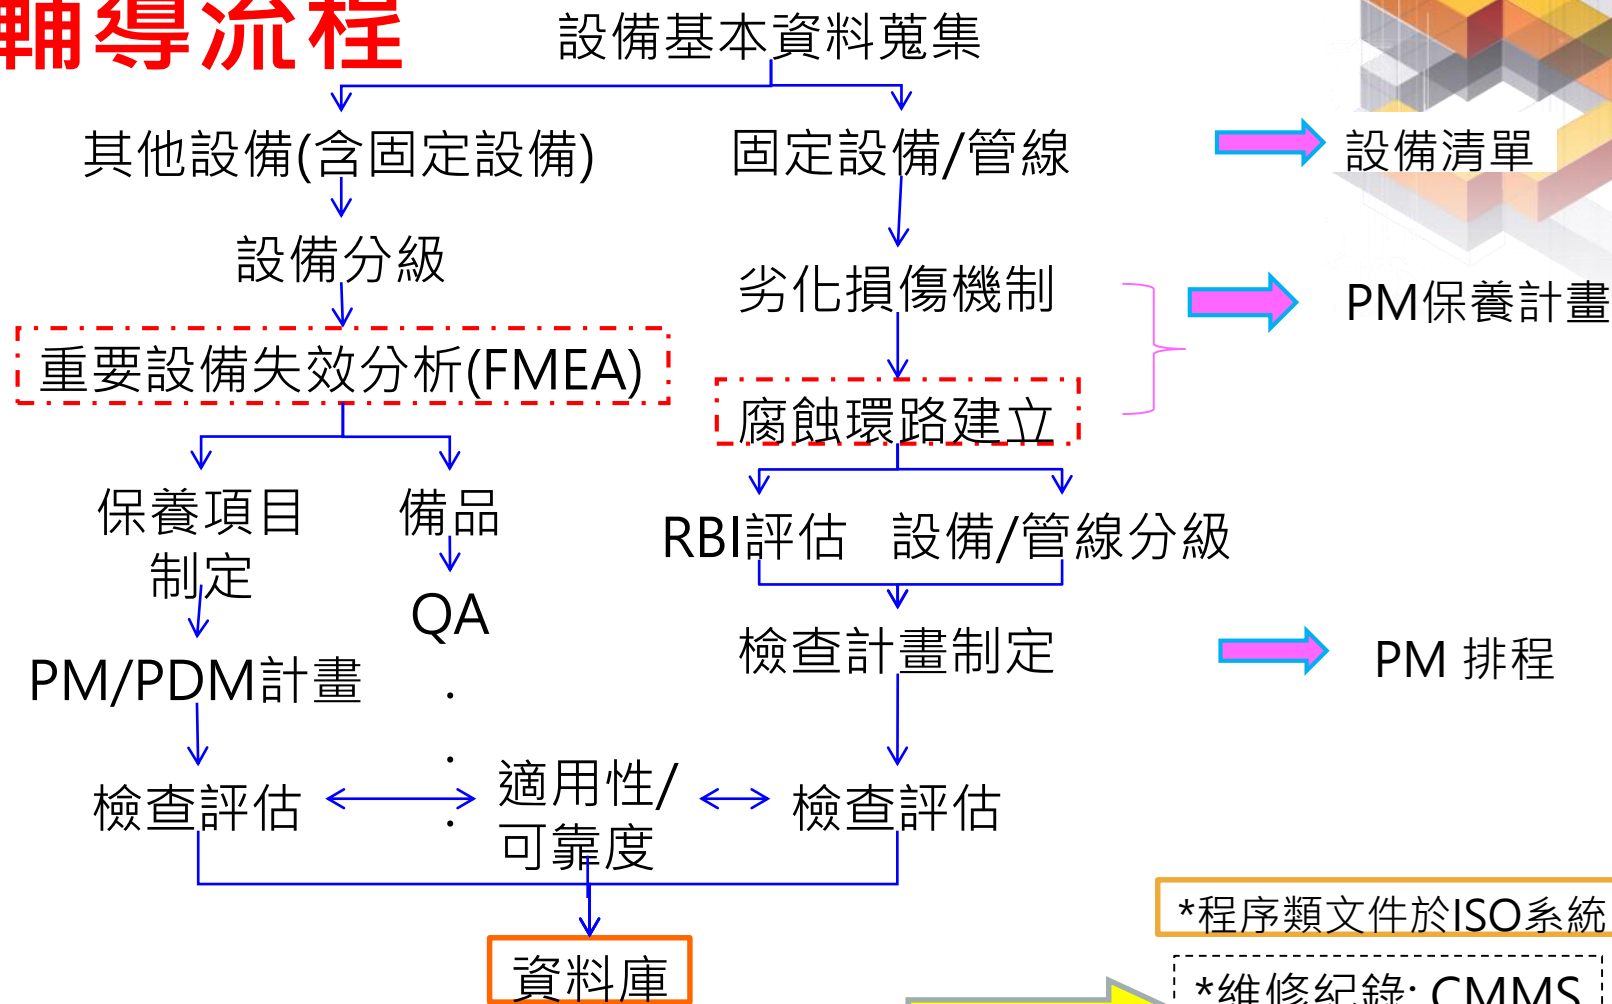 輔導流程
設備基本資料蒐集
其他設備(含固定設備)
固定設備/管線
設備清單
設備分級
劣化損傷機制
PM保養計畫
重要設備失效分析(FMEA)
腐蝕環路建立
保養項目
制定
備品
RBI評估
設備/管線分級
QA
檢查計畫制定
PM 排程
PM/PDM計畫
.
.
.
檢查評估
適用性/
可靠度
檢查評估
*程序類文件於ISO系統
資料庫
*維修紀錄: CMMS